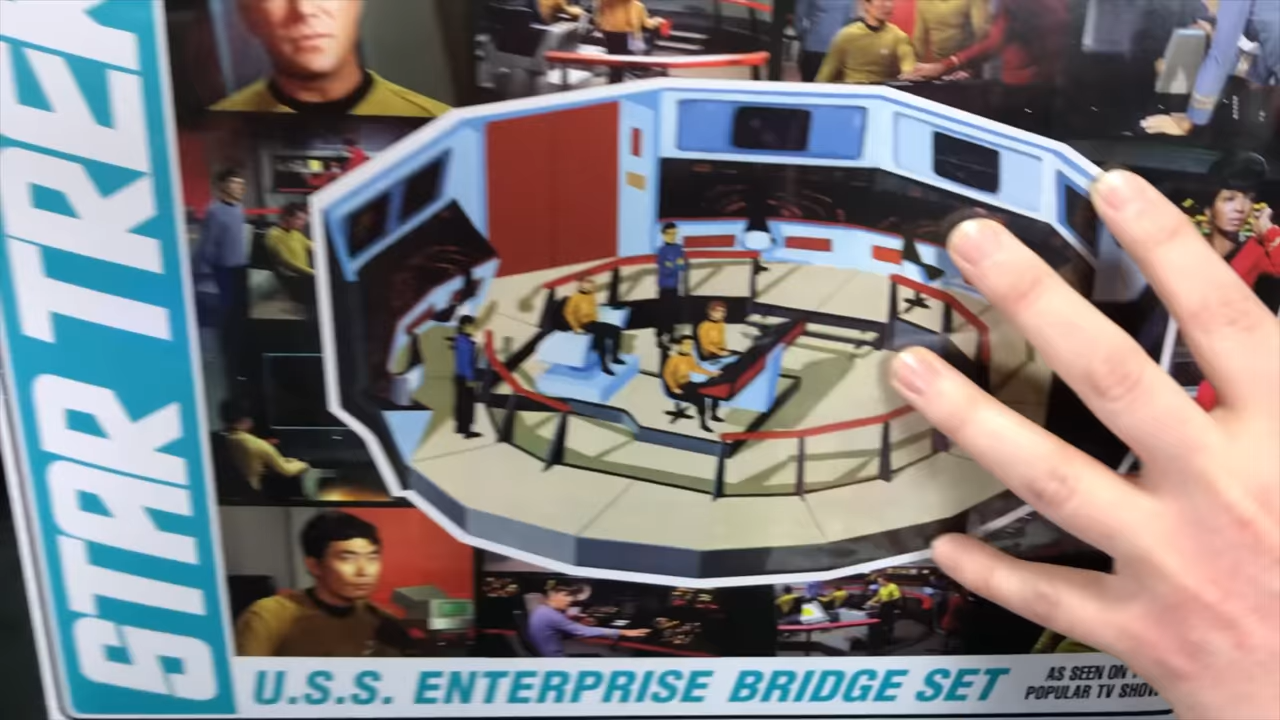 STAR TREK
U.S.S. ENTERPRISE BRIDGE SET
AS SEEN ON
POPULAR TV SHOW